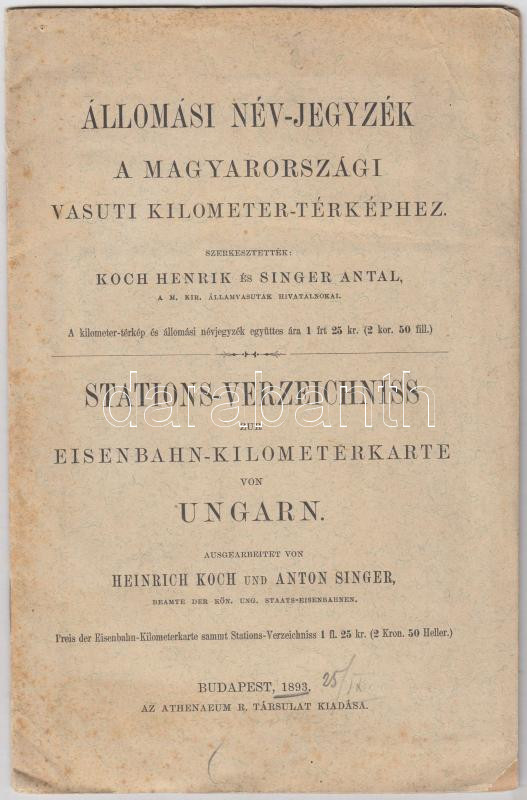 ÁLLOMÁSI NÉV-JEGYZÉK
A MAGYARORSZÁGI
VASUTI KILOMETER-TÉRKÉPHEZ.
SZERKESZTETTÉK:
KOCH HENRIK ÉS SINGER ANTAL,
A M. KIR. ÁLLAMVASUTAK HIVATALNOKAI.
A kilometer-térkép és állomási névjegyzék együttes ára 1 frt 25 kr. (2 kor. 50 fill.)
STATIONS-VERZEICHNISS
darabanth
ZUR
EISENBAHN-KILOMETERKARTE
VON
UNGARN.
AUSGEARBEITET VON
HEINRICH KOCH UND ANTON SINGER,
BEAMTE DER KÖN. UNG. STAATS-EISENBAHNEN.
Preis der Eisenbahn-Kilometerkarte sammt Stations-Verzeichniss 1 fl. 25 kr. (2 Kron. 50 Heller.)
BUDAPEST, 1893. 25/IX
AZ ATHENAEUM R. TÁRSULAT KIADÁSA.